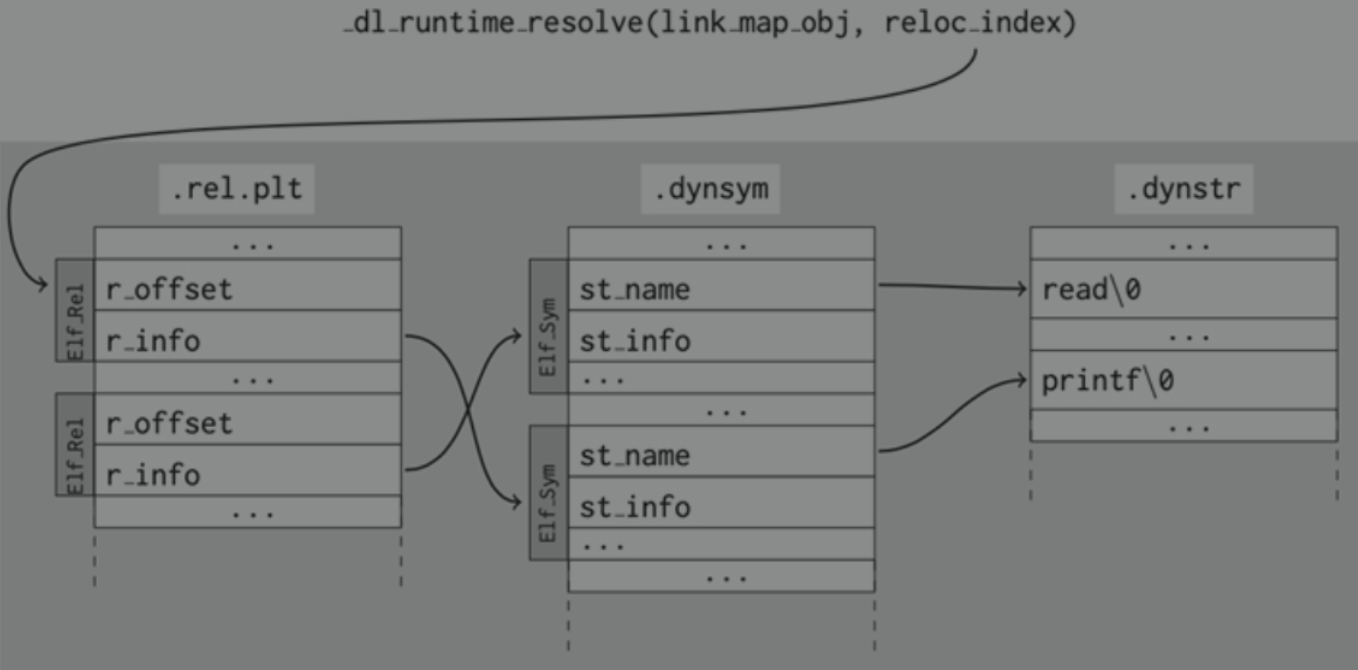 _dl_runtime_resolve(link_map_obj, reloc_index)
.rel.plt
...
Elf_Rel
r_offset
r_info
...
Elf_Rel
r_offset
r_info
...
.dynsym
...
Elf_Sym
st_name
st_info
...
...
Elf_Sym
st_name
st_info
...
...
.dynstr
...
read\0
...
printf\0
...